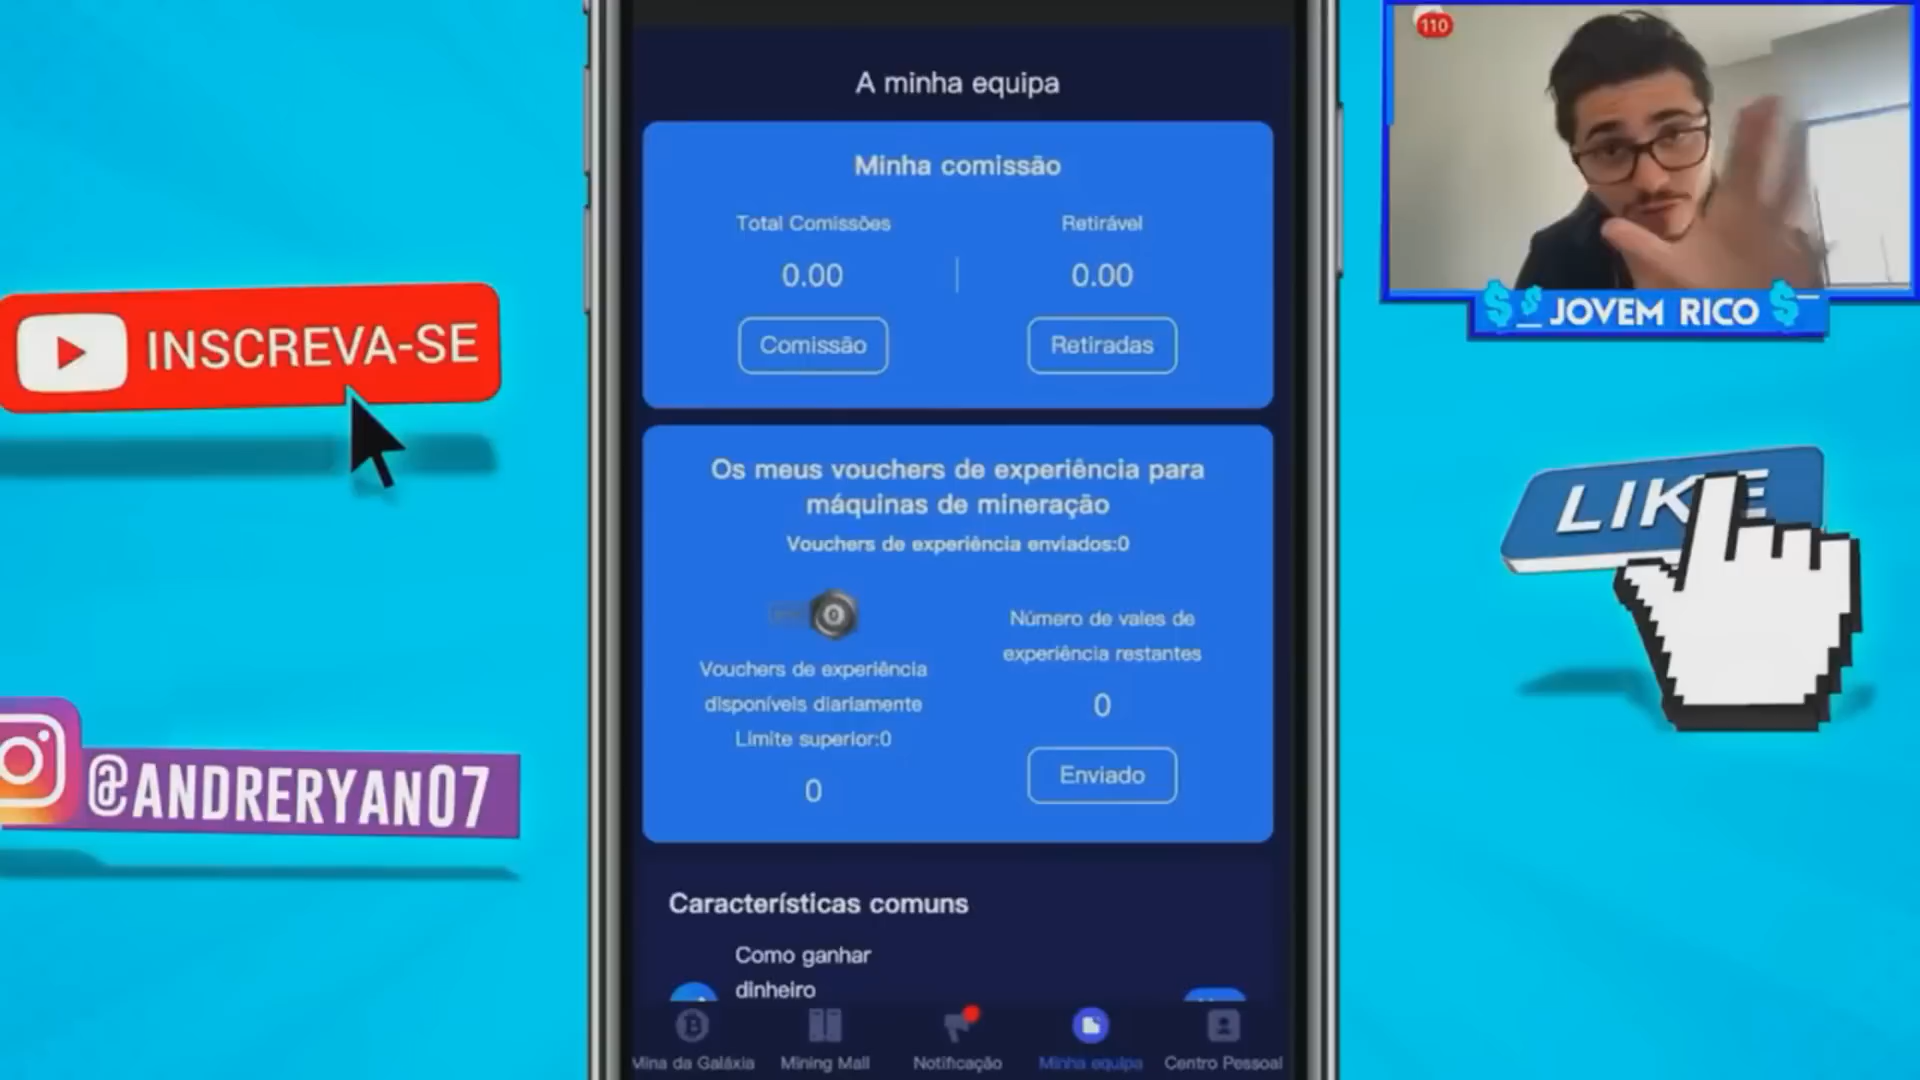 A minha equipa
Minha comissão
Total Comissões
Retirável
0.00
0.00
Comissão
Retiradas
Os meus vouchers de experiência para
máquinas de mineração
Vouchers de experiência enviados:0
Vouchers de experiência
disponíveis diariamente
Limite superior:0
0
Número de vales de
experiência restantes
0
Enviado
Características comuns
Como ganhar
dinheiro
Mina da Galáxia
Mining Mall
Notificação
Minha equipa
Centro Pessoal
INSCREVA-SE
@ANDRERYAN07
110
JOVEM RICO
LIKE